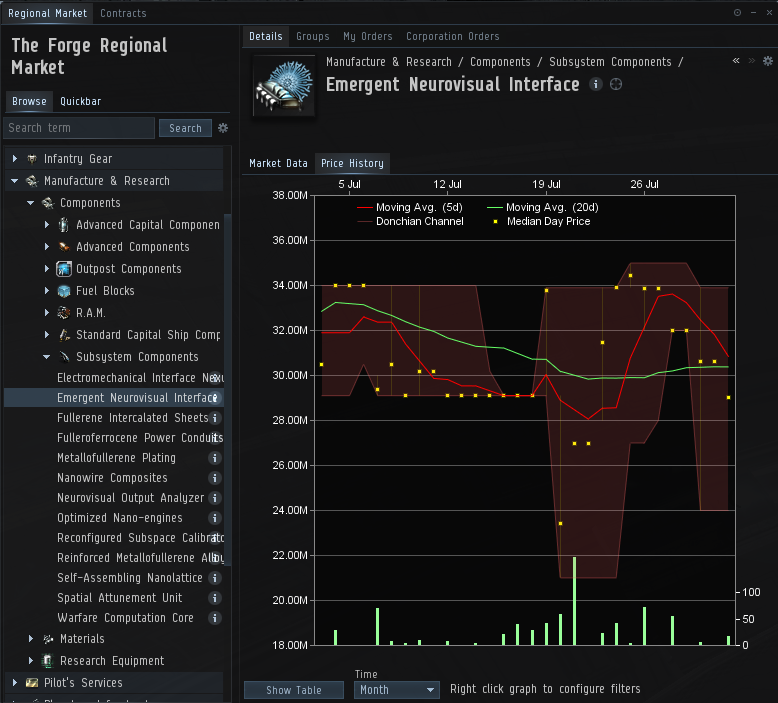 Regional Market Contracts
The Forge Regional
Market
Browse Quickbar
Search term Search
Infantry Gear
Manufacture & Research
Components
Advanced Capital Componen
Advanced Components
Outpost Components
Fuel Blocks
R.A.M.
Standard Capital Ship Comp
Subsystem Components
Electromechanical Interface Nexu
Emergent Neurovisual Interface
Fullerene Intercalated Sheets
Fulleroferrocene Power Conduits
Metallofullerene Plating
Nanowire Composites
Neurovisual Output Analyzer
Optimized Nano-engines
Reconfigured Subspace Calibrato
Reinforced Metallofullerene Alloy
Self-Assembling Nanolattice
Spatial Attunement Unit
Warfare Computation Core
Materials
Research Equipment
Pilot's Services
Details Groups My Orders Corporation Orders
Manufacture & Research / Components / Subsystem Components /
Emergent Neurovisual Interface
Market Data Price History
5 Jul 12 Jul 19 Jul 26 Jul
Moving Avg. (5d) Moving Avg. (20d)
Donchian Channel Median Day Price
38.00M
36.00M
34.00M
32.00M
30.00M
28.00M
26.00M
24.00M
22.00M
20.00M
18.00M
100
50
0
Time
Show Table Month Right click graph to configure filters